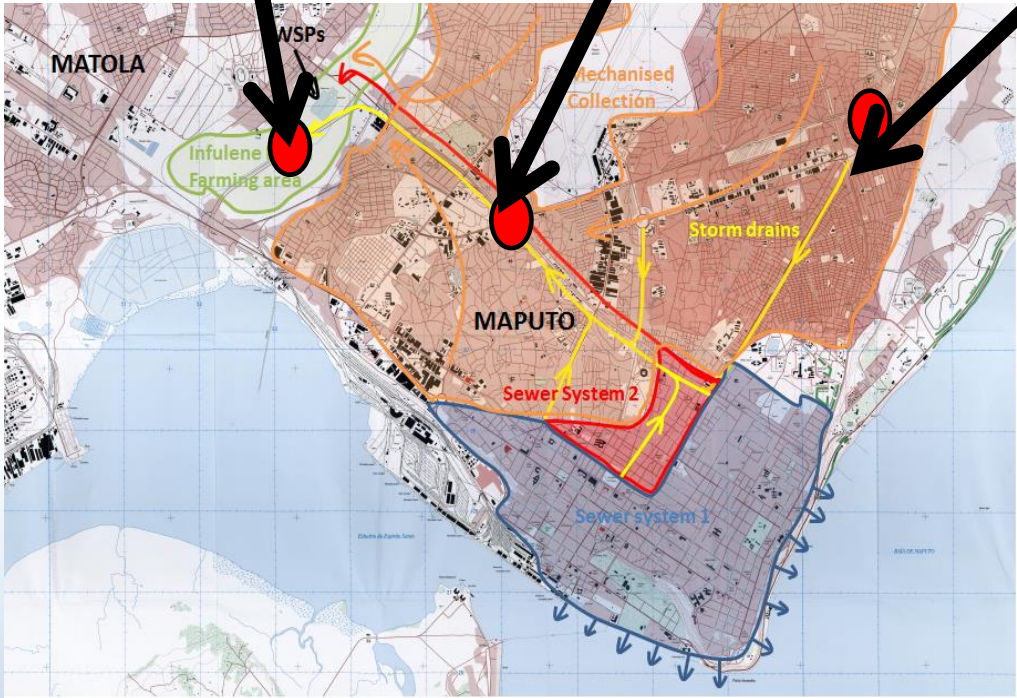 WSPs
MATOLA
Mechanised
Collection
Infulene
Farming area
Storm drains
MAPUTO
Sewer System 2
Sewer system 1